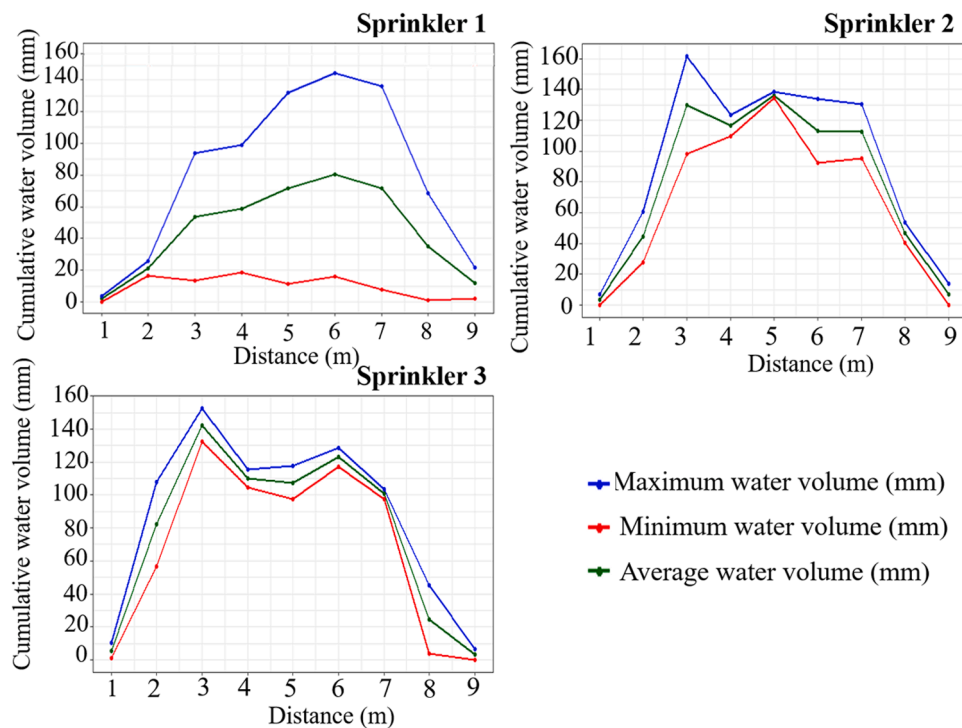 Sprinkler 1
Cumulative water volume (mm)
160
140
120
100
80
60
40
20
0
1 2 3 4 5 6 7 8 9
Distance (m)
Sprinkler 2
Cumulative water volume (mm)
160
140
120
100
80
60
40
20
0
1 2 3 4 5 6 7 8 9
Distance (m)
Sprinkler 3
Cumulative water volume (mm)
160
140
120
100
80
60
40
20
0
1 2 3 4 5 6 7 8 9
Distance (m)
Maximum water volume (mm)
Minimum water volume (mm)
Average water volume (mm)